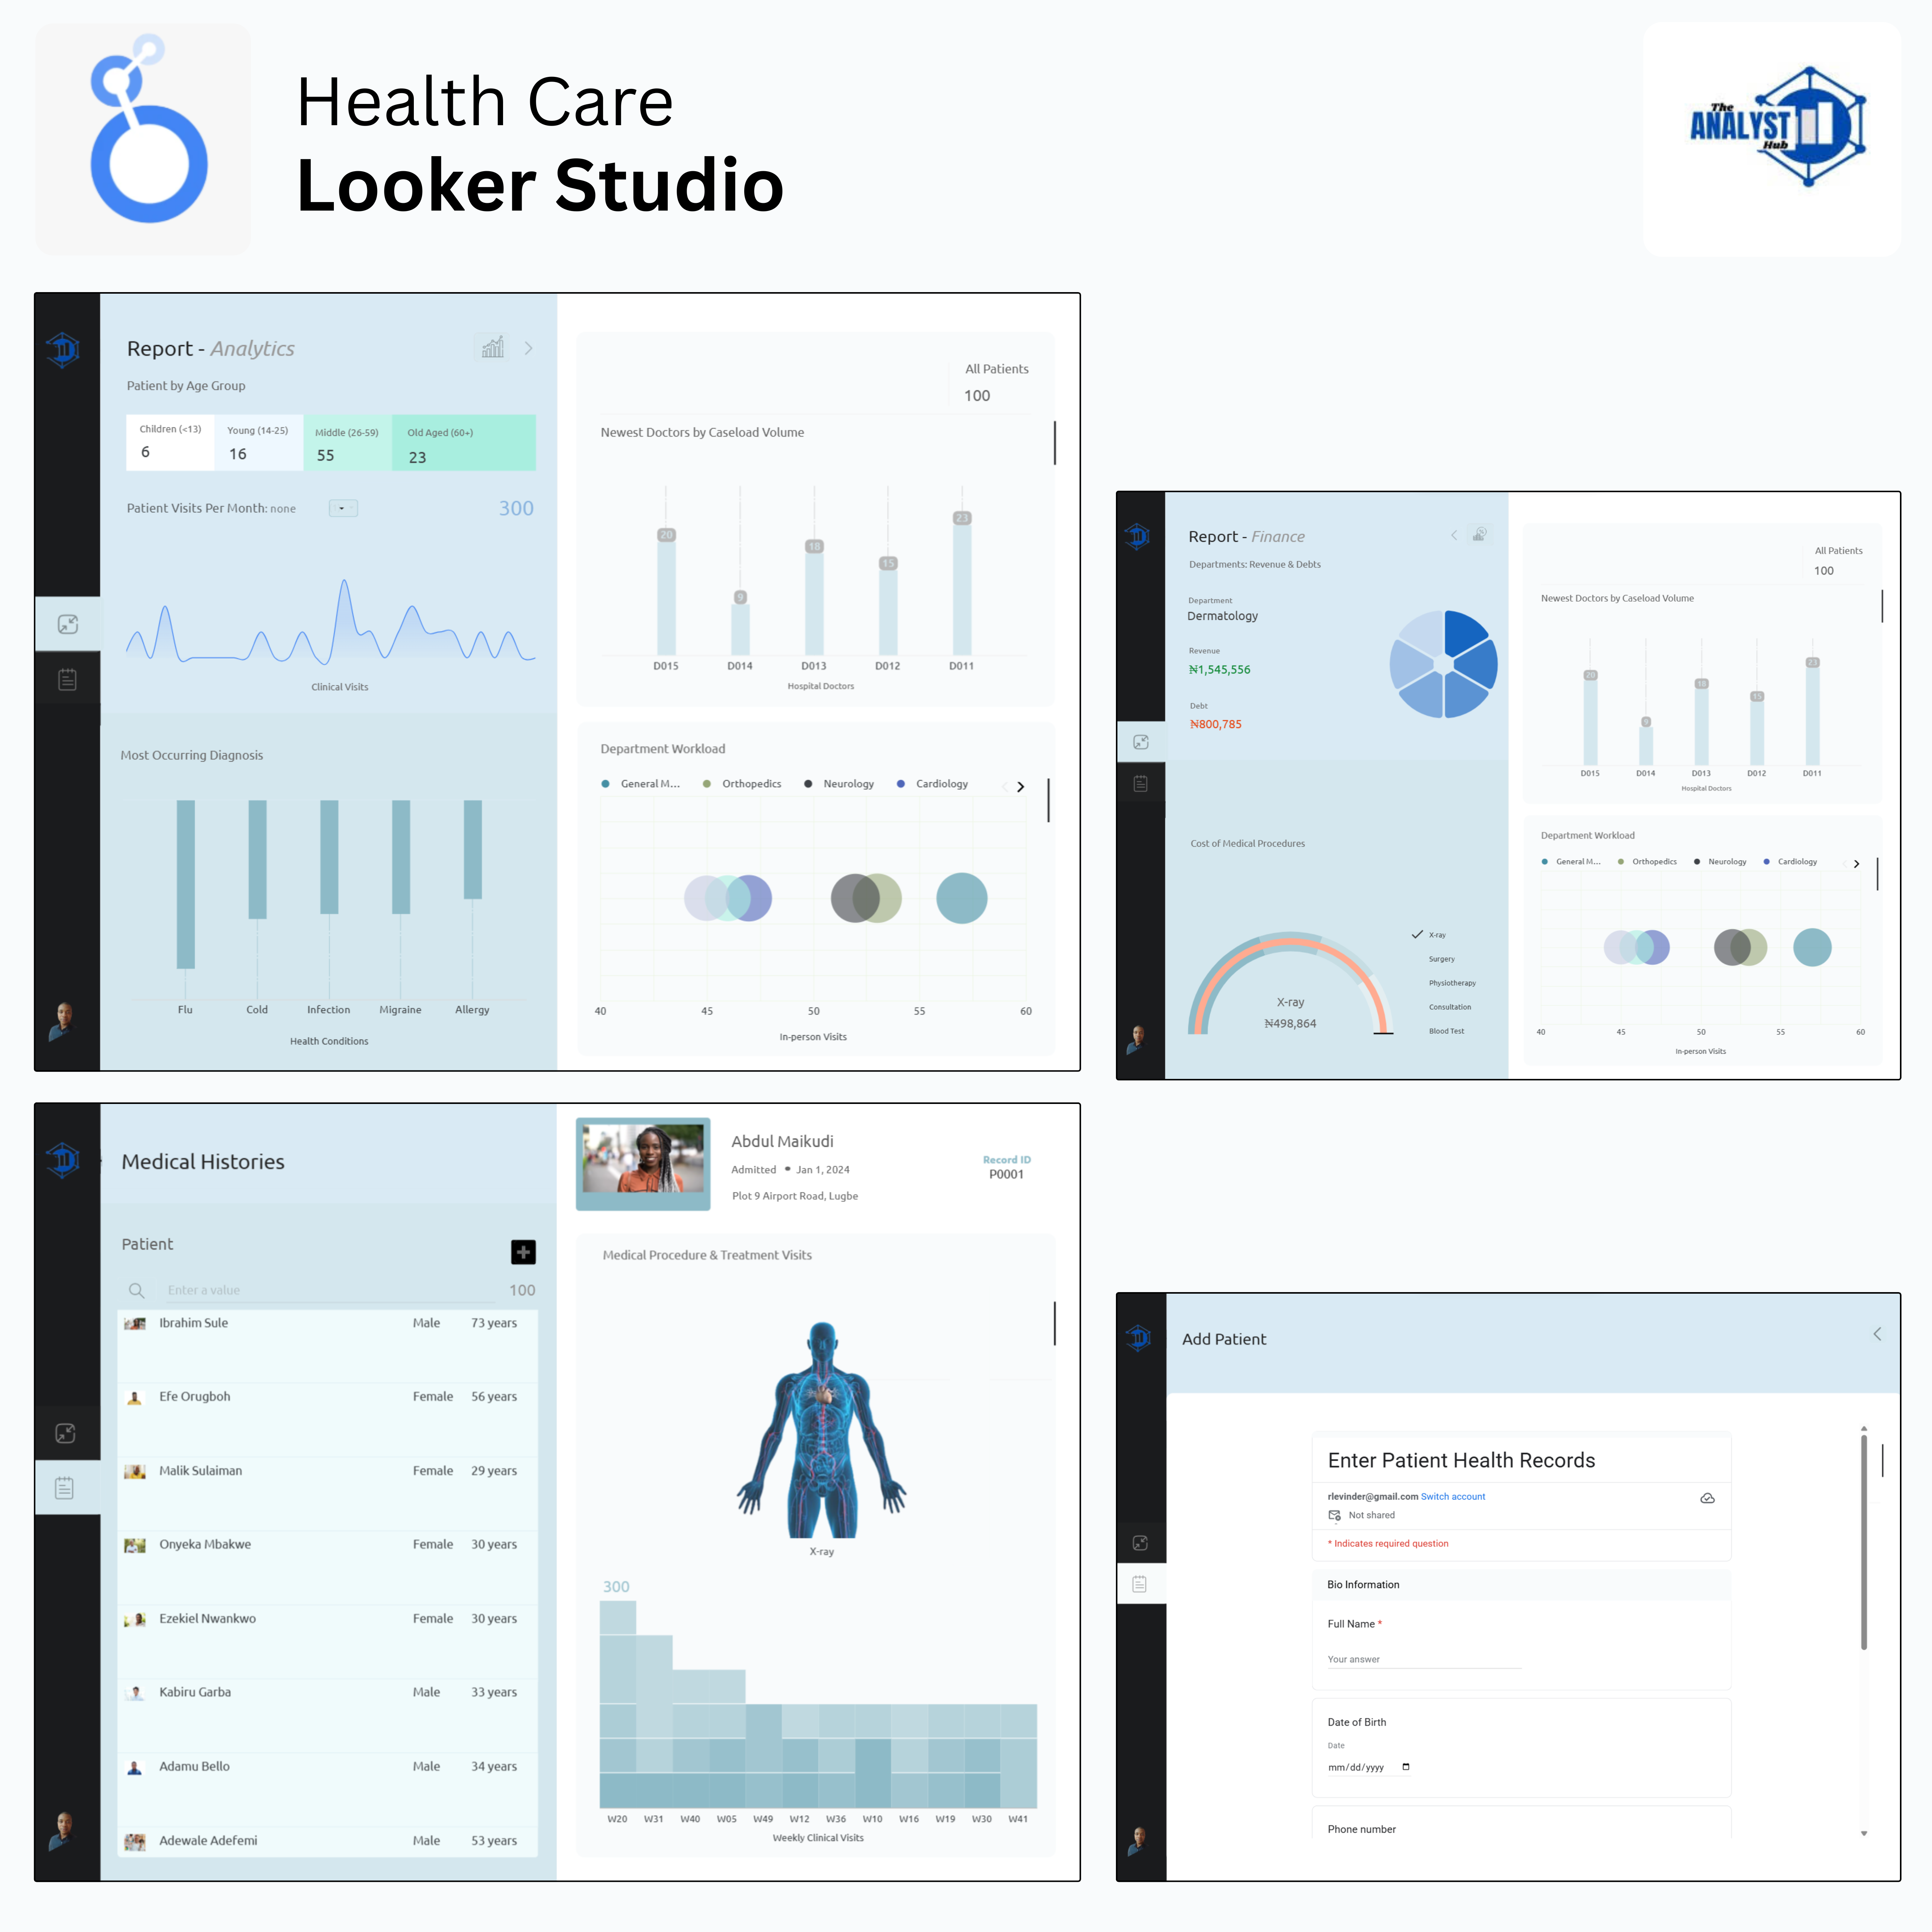 Health Care
Looker Studio
The
ANALYST
Hub
Report - Analytics
Patient by Age Group
Children (<13)
6
Young (14-25)
16
Middle (26-59)
55
Old Aged (60+)
23
Patient Visits Per Month: none
300
Clinical Visits
Most Occurring Diagnosis
Flu Cold Infection Migraine Allergy
Health Conditions
All Patients
100
Newest Doctors by Caseload Volume
20 9 18 15 23
D015 D014 D013 D012 D011
Hospital Doctors
Department Workload
General M... Orthopedics Neurology Cardiology
40 45 50 55 60
In-person Visits
Report - Finance
Departments: Revenue & Debts
Department
Dermatology
Revenue
₦1,545,556
Debt
₦800,785
Cost of Medical Procedures
X-ray
₦498,864
X-ray
Surgery
Physiotherapy
Consultation
Blood Test
All Patients
100
Newest Doctors by Caseload Volume
20 9 18 15 23
D015 D014 D013 D012 D011
Hospital Doctors
Department Workload
General M... Orthopedics Neurology Cardiology
40 45 50 55 60
In-person Visits
Medical Histories
Patient
Enter a value
100
Ibrahim Sule Male 73 years
Efe Orugboh Female 56 years
Malik Sulaiman Female 29 years
Onyeka Mbakwe Female 30 years
Ezekiel Nwankwo Female 30 years
Kabiru Garba Male 33 years
Adamu Bello Male 34 years
Adewale Adefemi Male 53 years
Abdul Maikudi
Admitted • Jan 1, 2024
Plot 9 Airport Road, Lugbe
Record ID
P0001
Medical Procedure & Treatment Visits
X-ray
300
W20 W31 W40 W05 W49 W12 W36 W10 W16 W19 W30 W41
Weekly Clinical Visits
Add Patient
Enter Patient Health Records
rlevinder@gmail.com Switch account
Not shared
* Indicates required question
Bio Information
Full Name *
Your answer
Date of Birth
Date
mm/dd/yyyy
Phone number